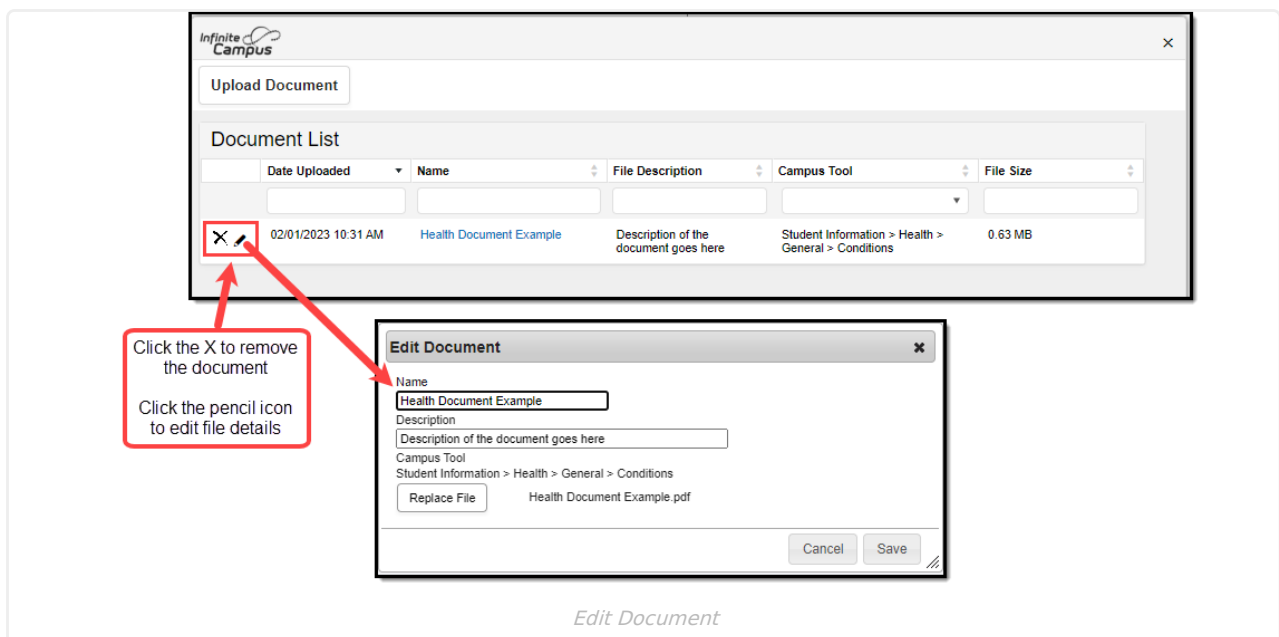 Infinite
Campus
×
Upload Document
Document List
Date Uploaded Name File Description Campus Tool File Size
02/01/2023 10:31 AM Health Document Example Description of the Student Information > Health > 0.63 MB
document goes here General > Conditions
Click the X to remove
the document
Click the pencil icon
to edit file details
Edit Document
Name
Health Document Example
Description
Description of the document goes here
Campus Tool
Student Information > Health > General > Conditions
Replace File Health Document Example.pdf
Cancel Save
Edit Document